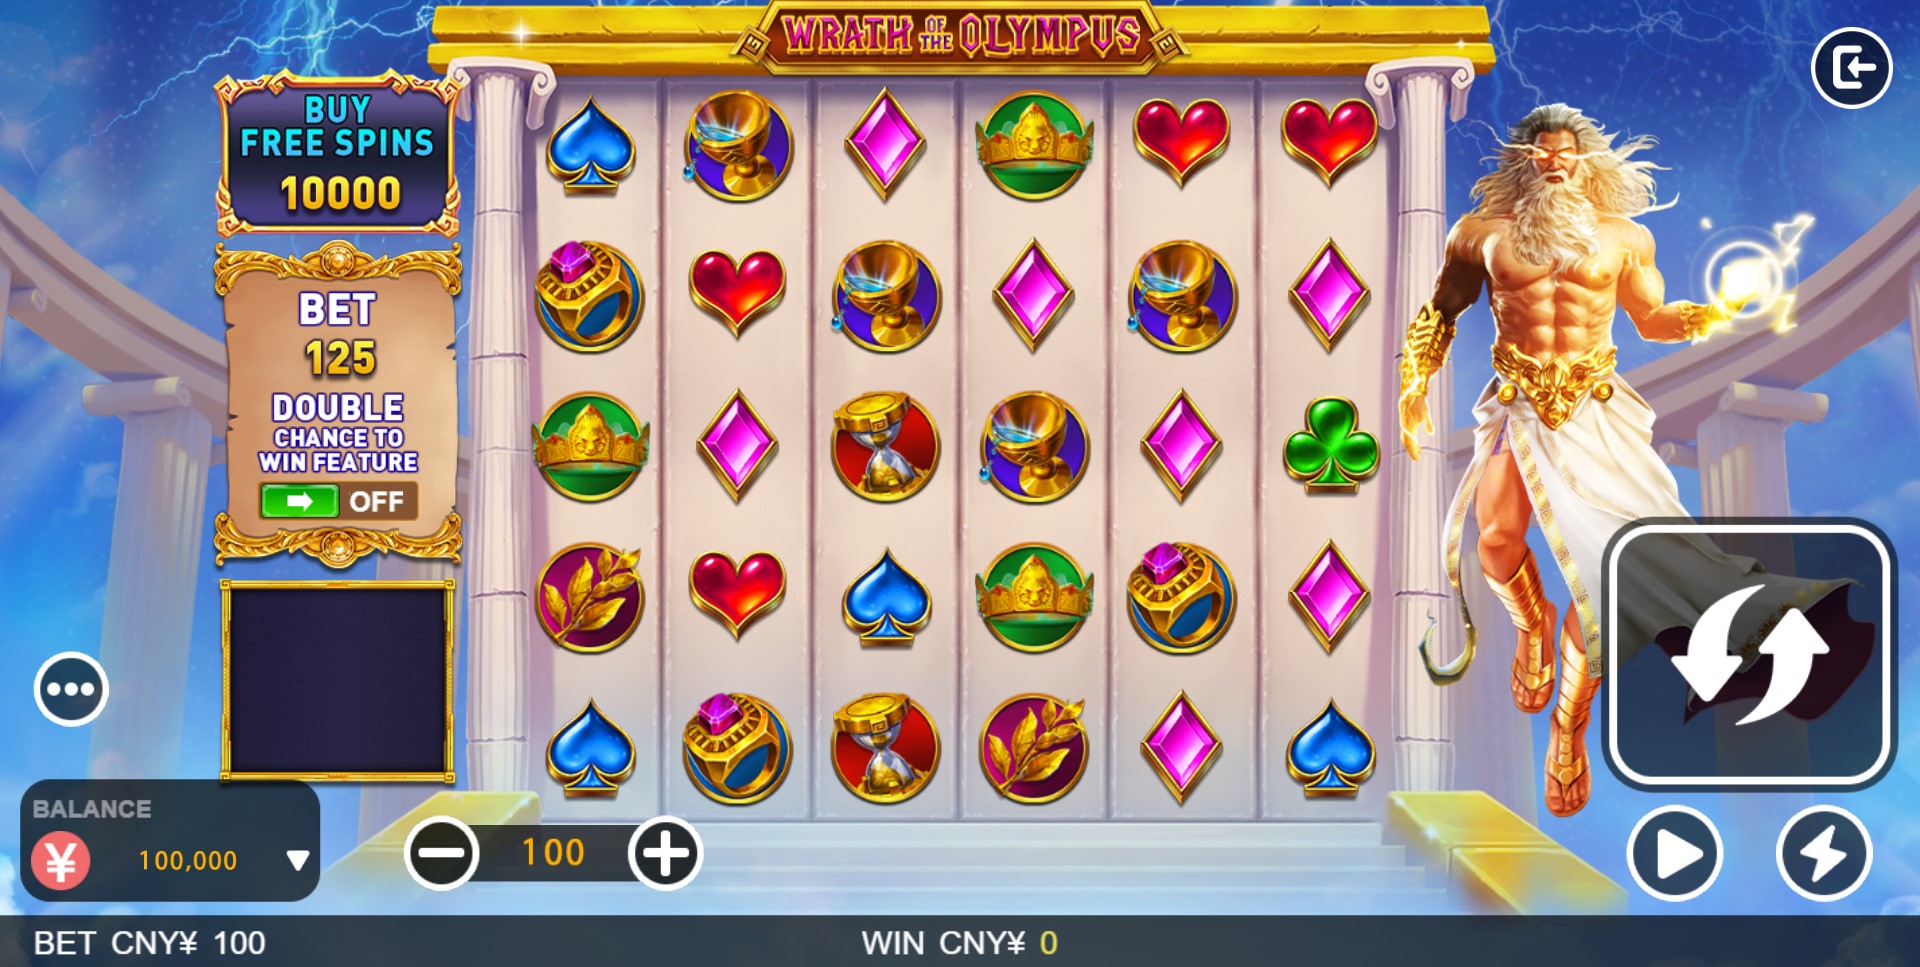 WRATH OF THE OLYMPUS
BUY
FREE SPINS
10000
BET
125
DOUBLE
CHANCE TO
WIN FEATURE
OFF
BALANCE
¥ 100,000
100
BET CNY¥ 100
WIN CNY¥ 0